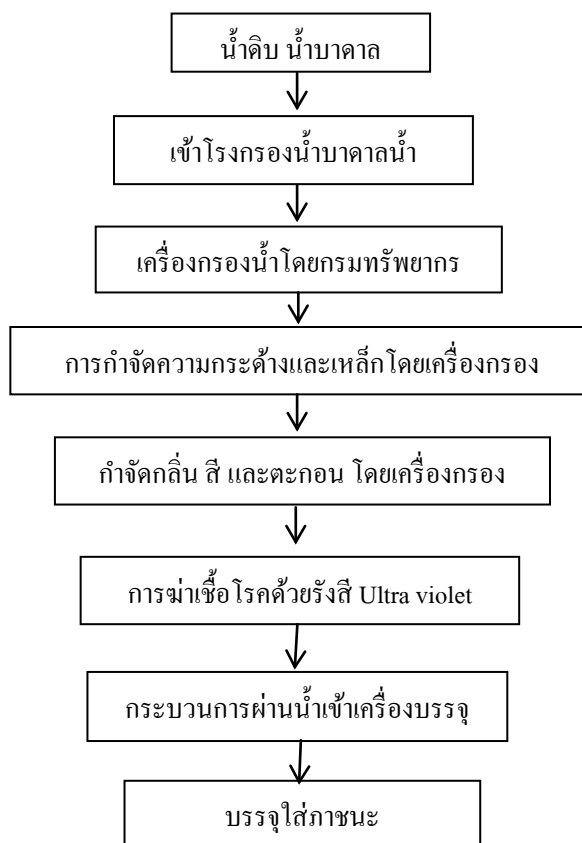 น้ำดิบ น้ำบาดาล
เข้าโรงกรองน้ำบาดาลน้ำ
เครื่องกรองน้ำโดยกรมทรัพยากร
การกำจัดความกระด้างและเหล็กโดยเครื่องกรอง
กำจัดกลิ่น สี และตะกอน โดยเครื่องกรอง
การฆ่าเชื้อโรคด้วยรังสี Ultra violet
กระบวนการผ่านน้ำเข้าเครื่องบรรจุ
บรรจุใส่ภาชนะ